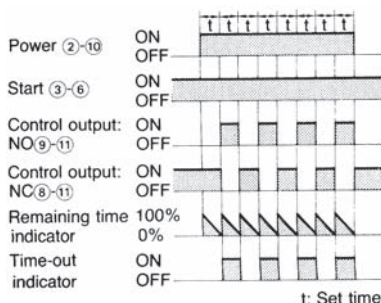 t t t t t t t t
Power ②-⑩ ON
OFF
Start ③-⑥ ON
OFF
Control output: ON
NO⑨-⑪ OFF
Control output: ON
NC⑧-⑪ OFF
Remaining time 100%
indicator 0%
Time-out ON
indicator OFF
t: Set time